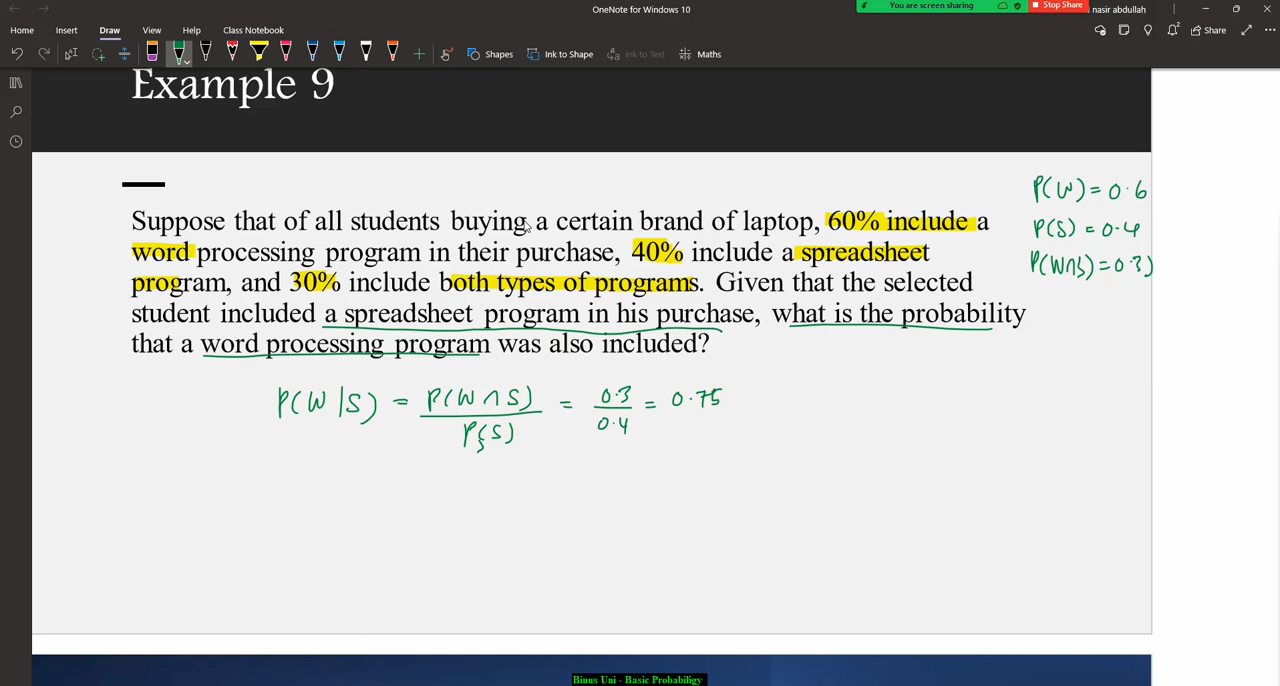 OneNote for Windows 10
You are screen sharing
Stop Share
nasir abdullah
Home Insert Draw View Help Class Notebook
Share
Shapes Ink to Shape Ink to Text Maths
Example 9
P(W) = 0.6
P(S) = 0.4
P(W∩S) = 0.3
Suppose that of all students buying a certain brand of laptop, 60% include a
word processing program in their purchase, 40% include a spreadsheet
program, and 30% include both types of programs. Given that the selected
student included a spreadsheet program in his purchase, what is the probability
that a word processing program was also included?
P(W|S) = P(W∩S) / P(S) = 0.3 / 0.4 = 0.75
Binus Uni - Basic Probabiligy